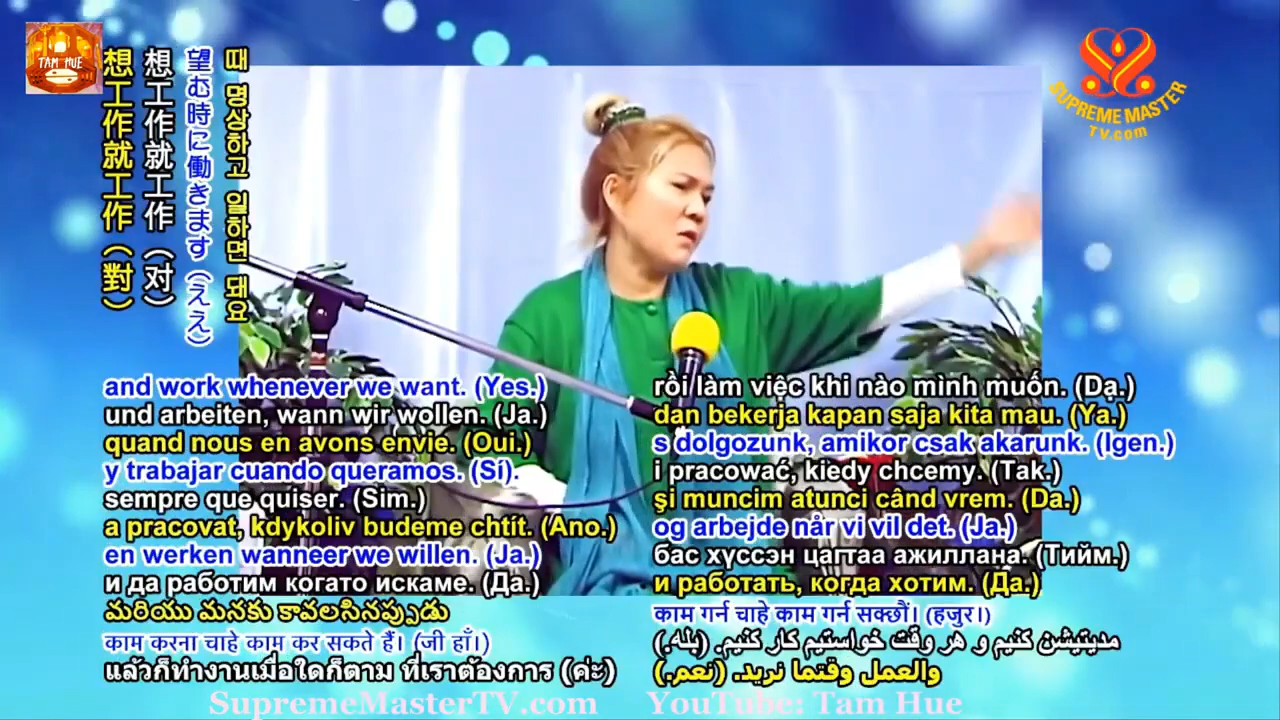 TAM HUE
SUPREME MASTER
TV.com
때 명상하고 일하면 돼요
望む時に働きます (ええ)
想工作就工作 (对)
想工作就工作 (對)
and work whenever we want. (Yes.)
und arbeiten, wann wir wollen. (Ja.)
quand nous en avons envie. (Oui.)
y trabajar cuando queramos. (Sí).
sempre que quiser. (Sim.)
a pracovat, kdykoliv budeme chtít. (Ano.)
en werken wanneer we willen. (Ja.)
и да работим когато искаме. (Да.)
మరియు మనకు కావలసినప్పుడు
काम करना चाहे काम कर सकते हैं। (जी हाँ।)
แล้วก็ทำงานเมื่อใดก็ตาม ที่เราต้องการ (ค่ะ)
rồi làm việc khi nào mình muốn. (Dạ.)
dan bekerja kapan saja kita mau. (Ya.)
s dolgozunk, amikor csak akarunk. (Igen.)
i pracować, kiedy chcemy. (Tak.)
şi muncim atunci când vrem. (Da.)
og arbejde når vi vil det. (Ja.)
бас хүссэн цагтаа ажиллана. (Тийм.)
и работать, когда хотим. (Да.)
काम गर्न चाहे काम गर्न सक्छौं। (हजुर।)
مدیتیشن کنیم و هر وقت خواستیم کار کنیم. (بله.)
والعمل وقتما نريد. (نعم.)
SupremeMasterTV.com YouTube: Tam Hue